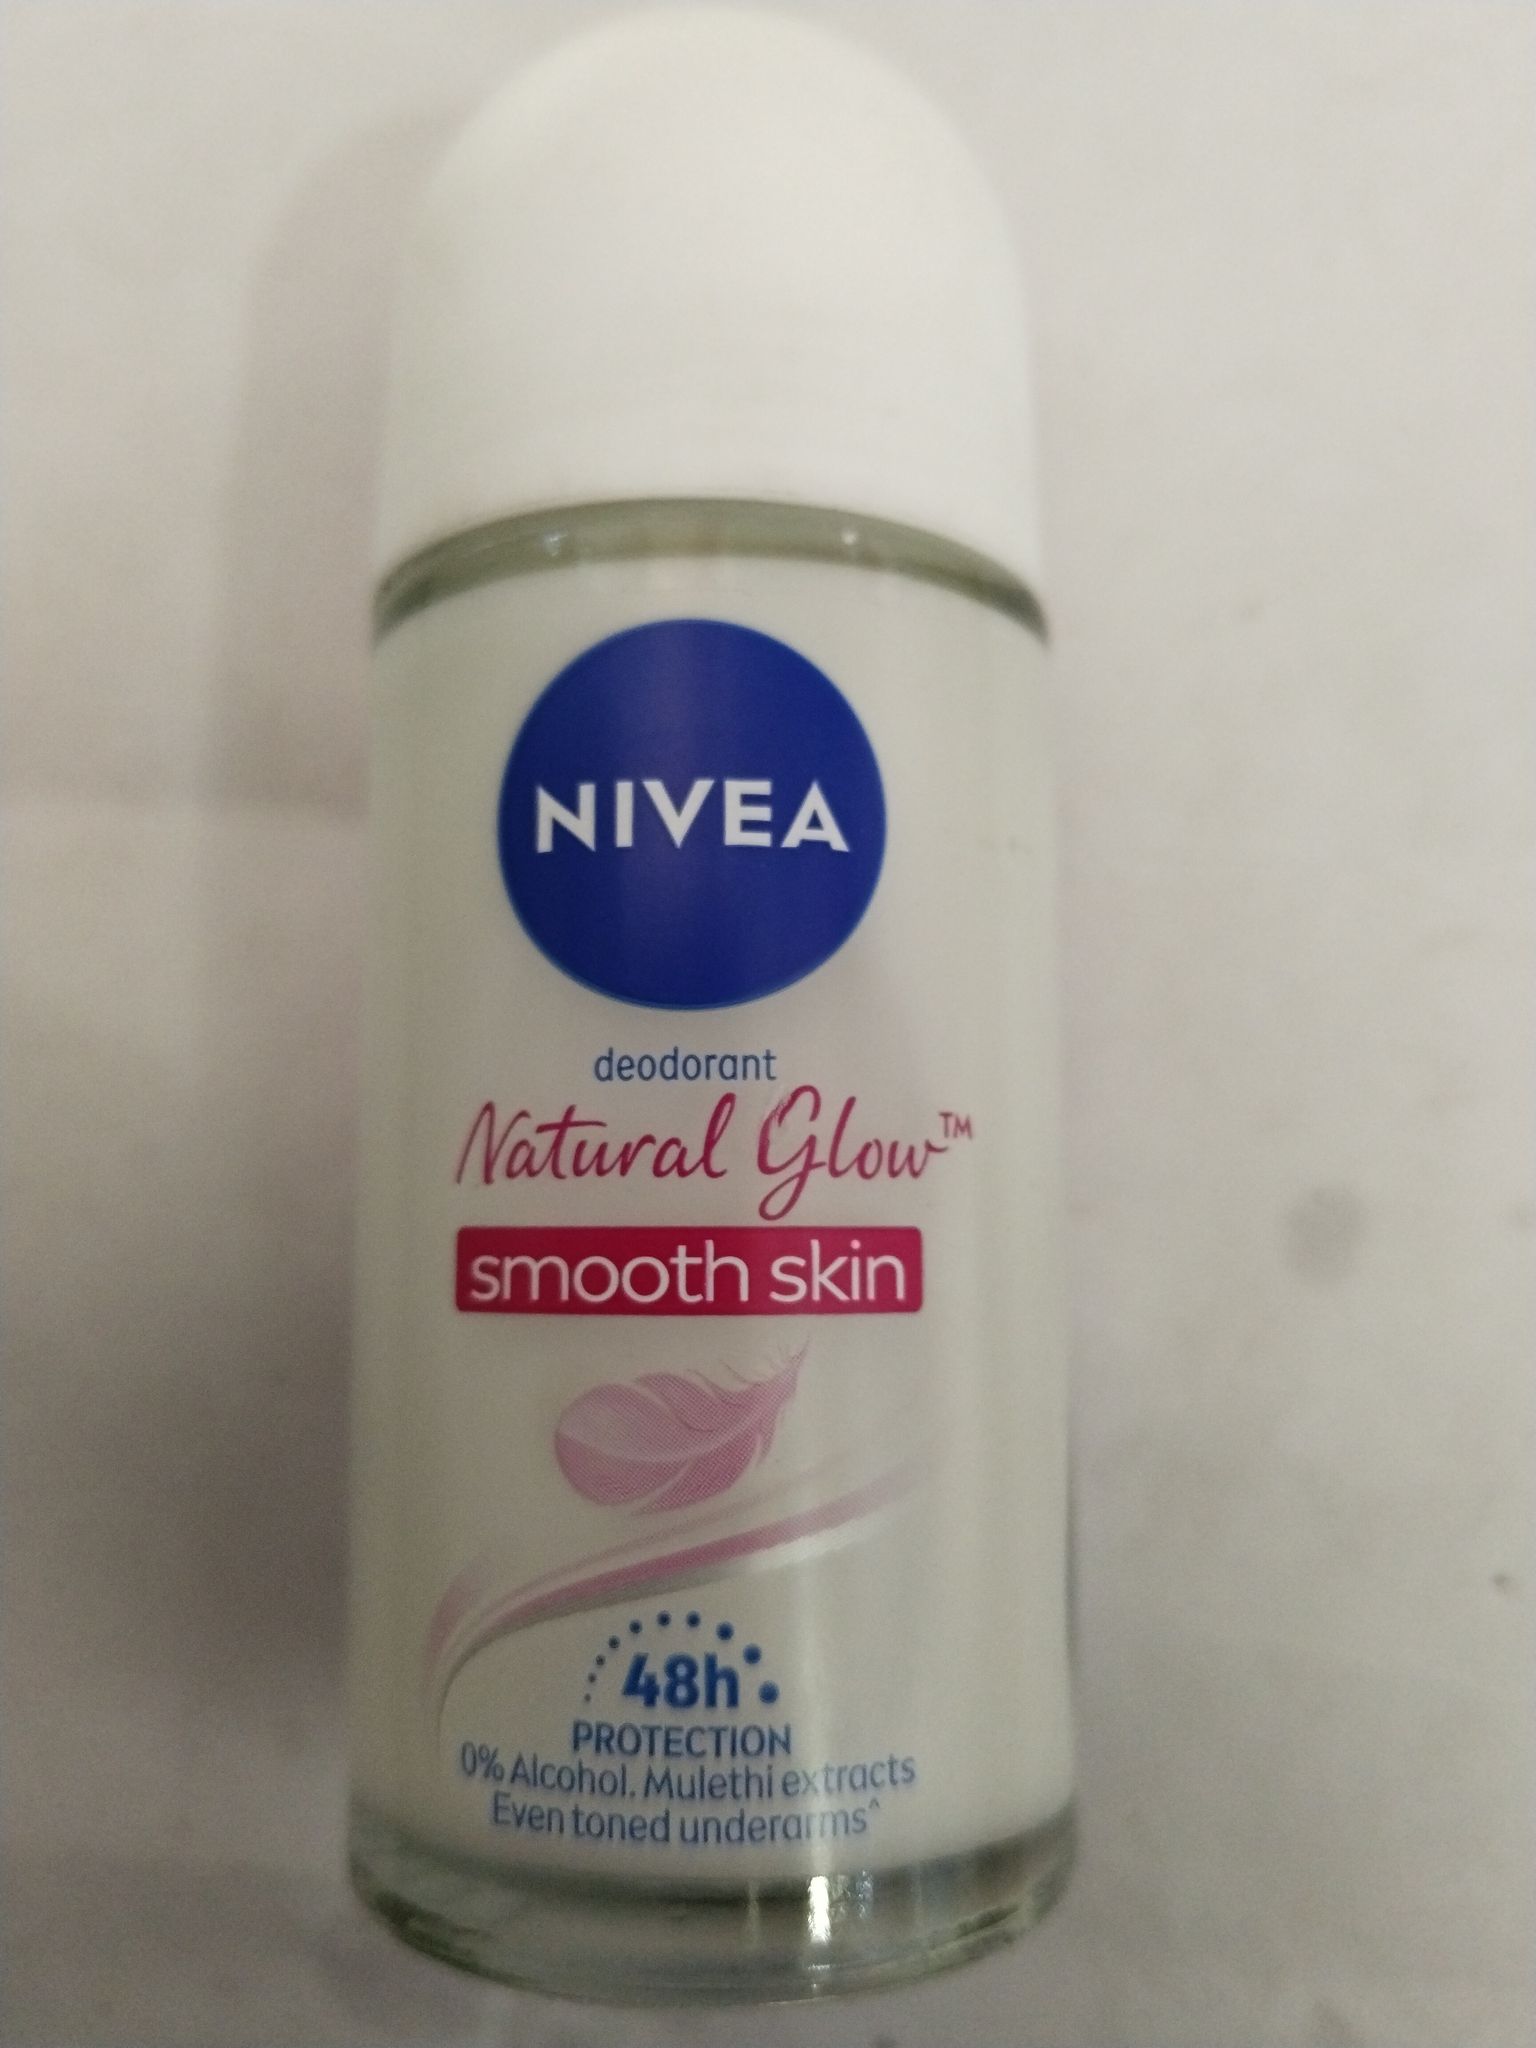 NIVEA
deodorant
Natural Glow™
smooth skin
48h
PROTECTION
0% Alcohol. Mulethi extracts
Even toned underarms^